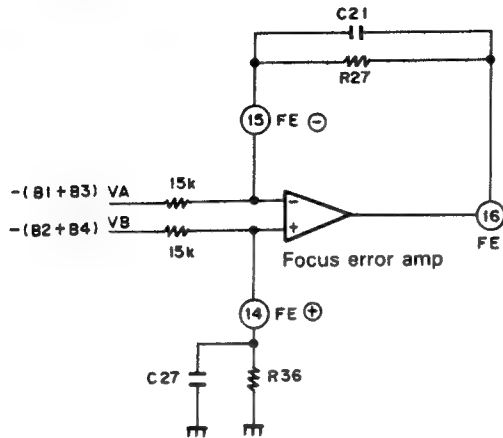 C21
R27
15 FE ⊖
-(B1+B3) VA 15k
-(B2+B4) VB 15k
- +
16
FE
Focus error amp
14 FE ⊕
C27
R36